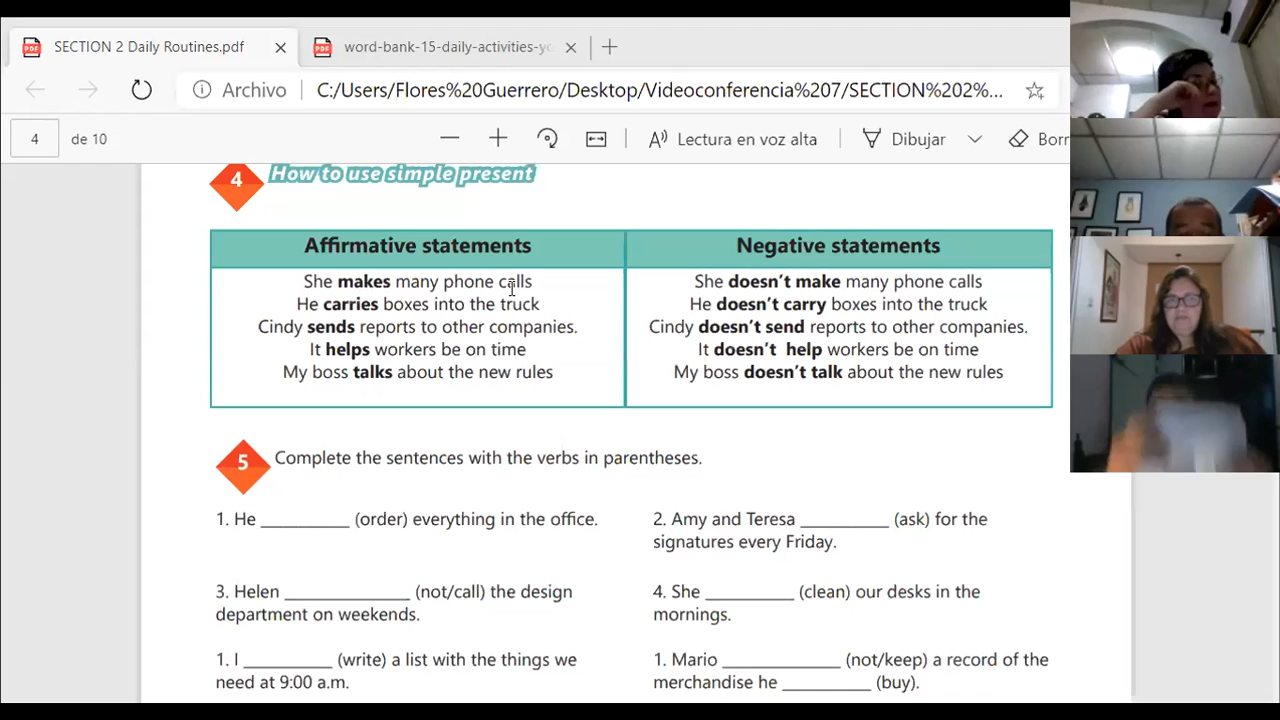 SECTION 2 Daily Routines.pdf
word-bank-15-daily-activities-yo
Archivo
C:/Users/Flores%20Guerrero/Desktop/Videoconferencia%207/SECTION%202%...
4
de 10
Lectura en voz alta
Dibujar
Bor
4
How to use simple present
Affirmative statements
She makes many phone calls
He carries boxes into the truck
Cindy sends reports to other companies.
It helps workers be on time
My boss talks about the new rules
Negative statements
She doesn't make many phone calls
He doesn't carry boxes into the truck
Cindy doesn't send reports to other companies.
It doesn't help workers be on time
My boss doesn't talk about the new rules
5
Complete the sentences with the verbs in parentheses.
1. He __________ (order) everything in the office.
2. Amy and Teresa __________ (ask) for the
signatures every Friday.
3. Helen ______________ (not/call) the design
department on weekends.
4. She __________ (clean) our desks in the
mornings.
1. I __________ (write) a list with the things we
need at 9:00 a.m.
1. Mario _____________ (not/keep) a record of the
merchandise he __________ (buy).